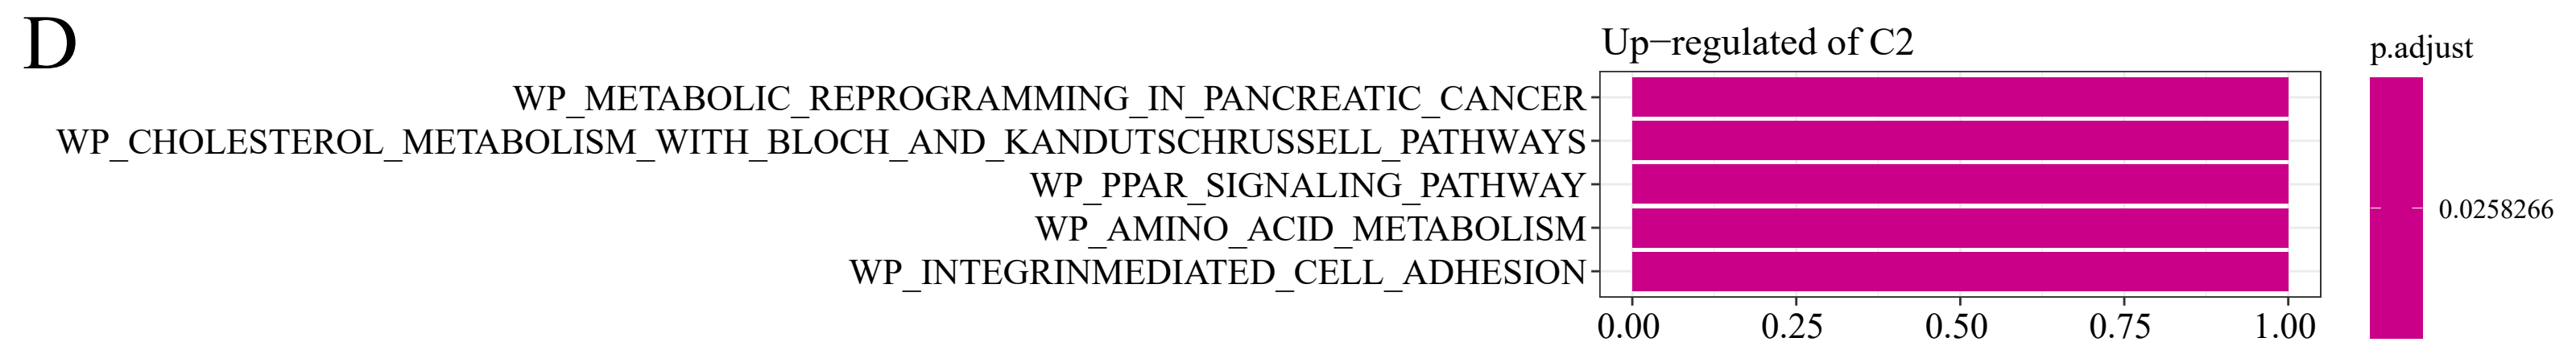 D
Up−regulated of C2
p.adjust
WP_METABOLIC_REPROGRAMMING_IN_PANCREATIC_CANCER
WP_CHOLESTEROL_METABOLISM_WITH_BLOCH_AND_KANDUTSCHRUSSELL_PATHWAYS
WP_PPAR_SIGNALING_PATHWAY
WP_AMINO_ACID_METABOLISM
WP_INTEGRINMEDIATED_CELL_ADHESION
0.0258266
0.00 0.25 0.50 0.75 1.00